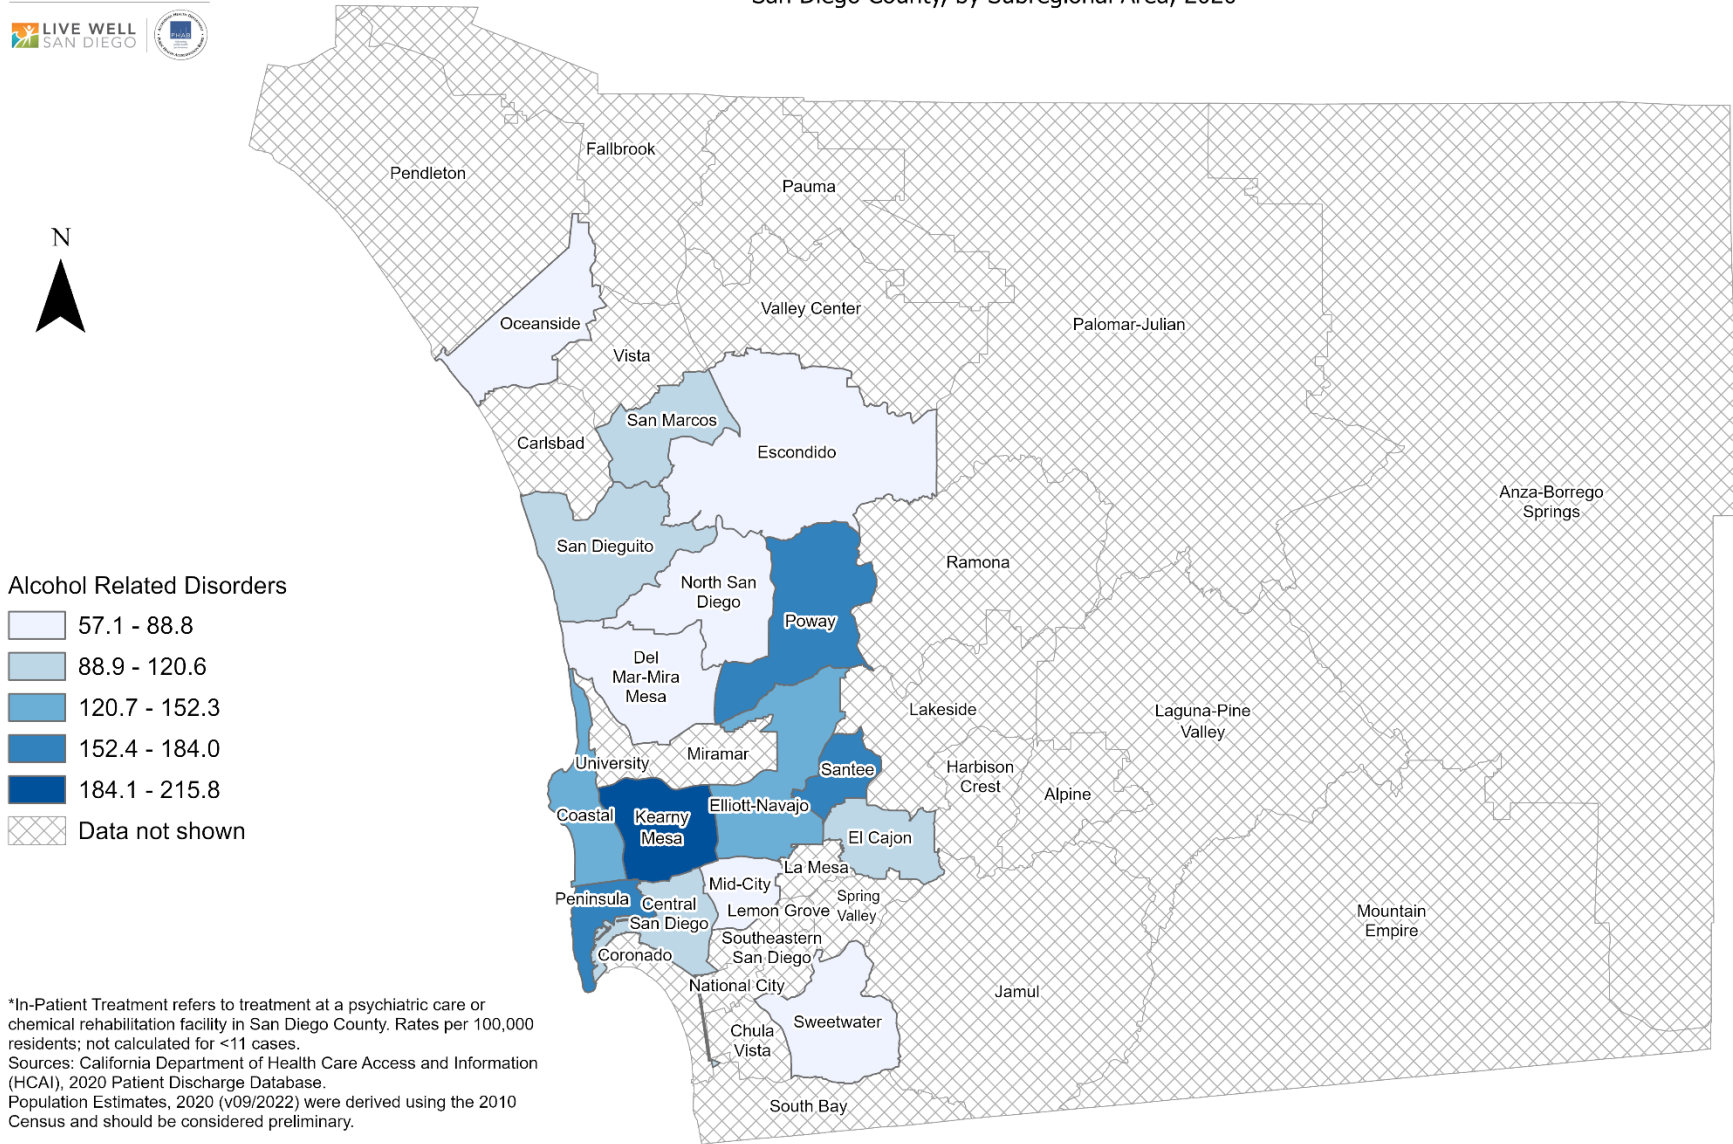 San Diego County, by Subregional Area, 2020
LIVE WELL
SAN DIEGO
PHAB
N
Pendleton
Fallbrook
Pauma
Oceanside
Valley Center
Palomar-Julian
Vista
San Marcos
Carlsbad
Escondido
Anza-Borrego
Springs
San Dieguito
Ramona
North San
Diego
Poway
Del
Mar-Mira
Mesa
Lakeside
Laguna-Pine
Valley
Miramar
University
Santee
Harbison
Crest
Alpine
Elliott-Navajo
Coastal
Kearny
Mesa
El Cajon
La Mesa
Mid-City
Peninsula
Central
San Diego
Lemon Grove
Spring
Valley
Mountain
Empire
Southeastern
San Diego
Coronado
National City
Jamul
Sweetwater
Chula
Vista
South Bay
Alcohol Related Disorders
57.1 - 88.8
88.9 - 120.6
120.7 - 152.3
152.4 - 184.0
184.1 - 215.8
Data not shown
*In-Patient Treatment refers to treatment at a psychiatric care or
chemical rehabilitation facility in San Diego County. Rates per 100,000
residents; not calculated for <11 cases.
Sources: California Department of Health Care Access and Information
(HCAI), 2020 Patient Discharge Database.
Population Estimates, 2020 (v09/2022) were derived using the 2010
Census and should be considered preliminary.